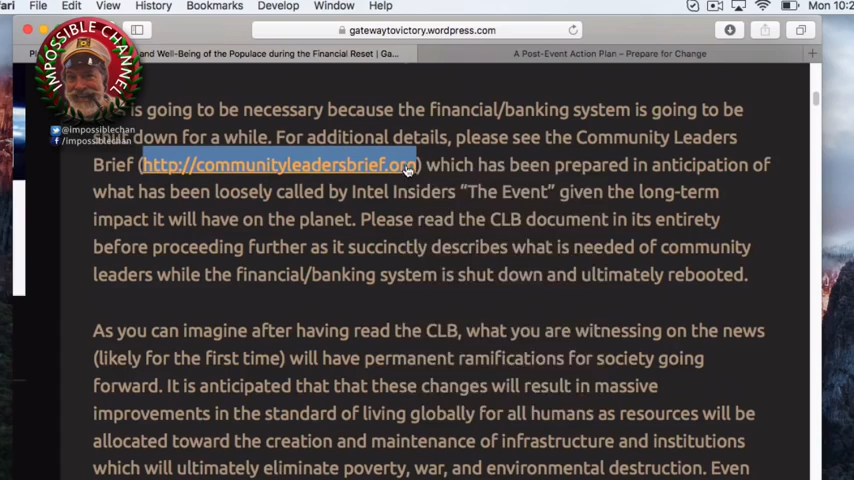 fari File Edit View History Bookmarks Develop Window Help Mon 10:2
gatewaytovictory.wordpress.com
and Well-Being of the Populace during the Financial Reset | Ga...
A Post-Event Action Plan – Prepare for Change
IMPOSSIBLE CHANNEL
@impossiblechan
/impossiblechan
is going to be necessary because the financial/banking system is going to be
shut down for a while. For additional details, please see the Community Leaders
Brief (http://communityleadersbrief.org) which has been prepared in anticipation of
what has been loosely called by Intel Insiders “The Event” given the long-term
impact it will have on the planet. Please read the CLB document in its entirety
before proceeding further as it succinctly describes what is needed of community
leaders while the financial/banking system is shut down and ultimately rebooted.
As you can imagine after having read the CLB, what you are witnessing on the news
(likely for the first time) will have permanent ramifications for society going
forward. It is anticipated that that these changes will result in massive
improvements in the standard of living globally for all humans as resources will be
allocated toward the creation and maintenance of infrastructure and institutions
which will ultimately eliminate poverty, war, and environmental destruction. Even